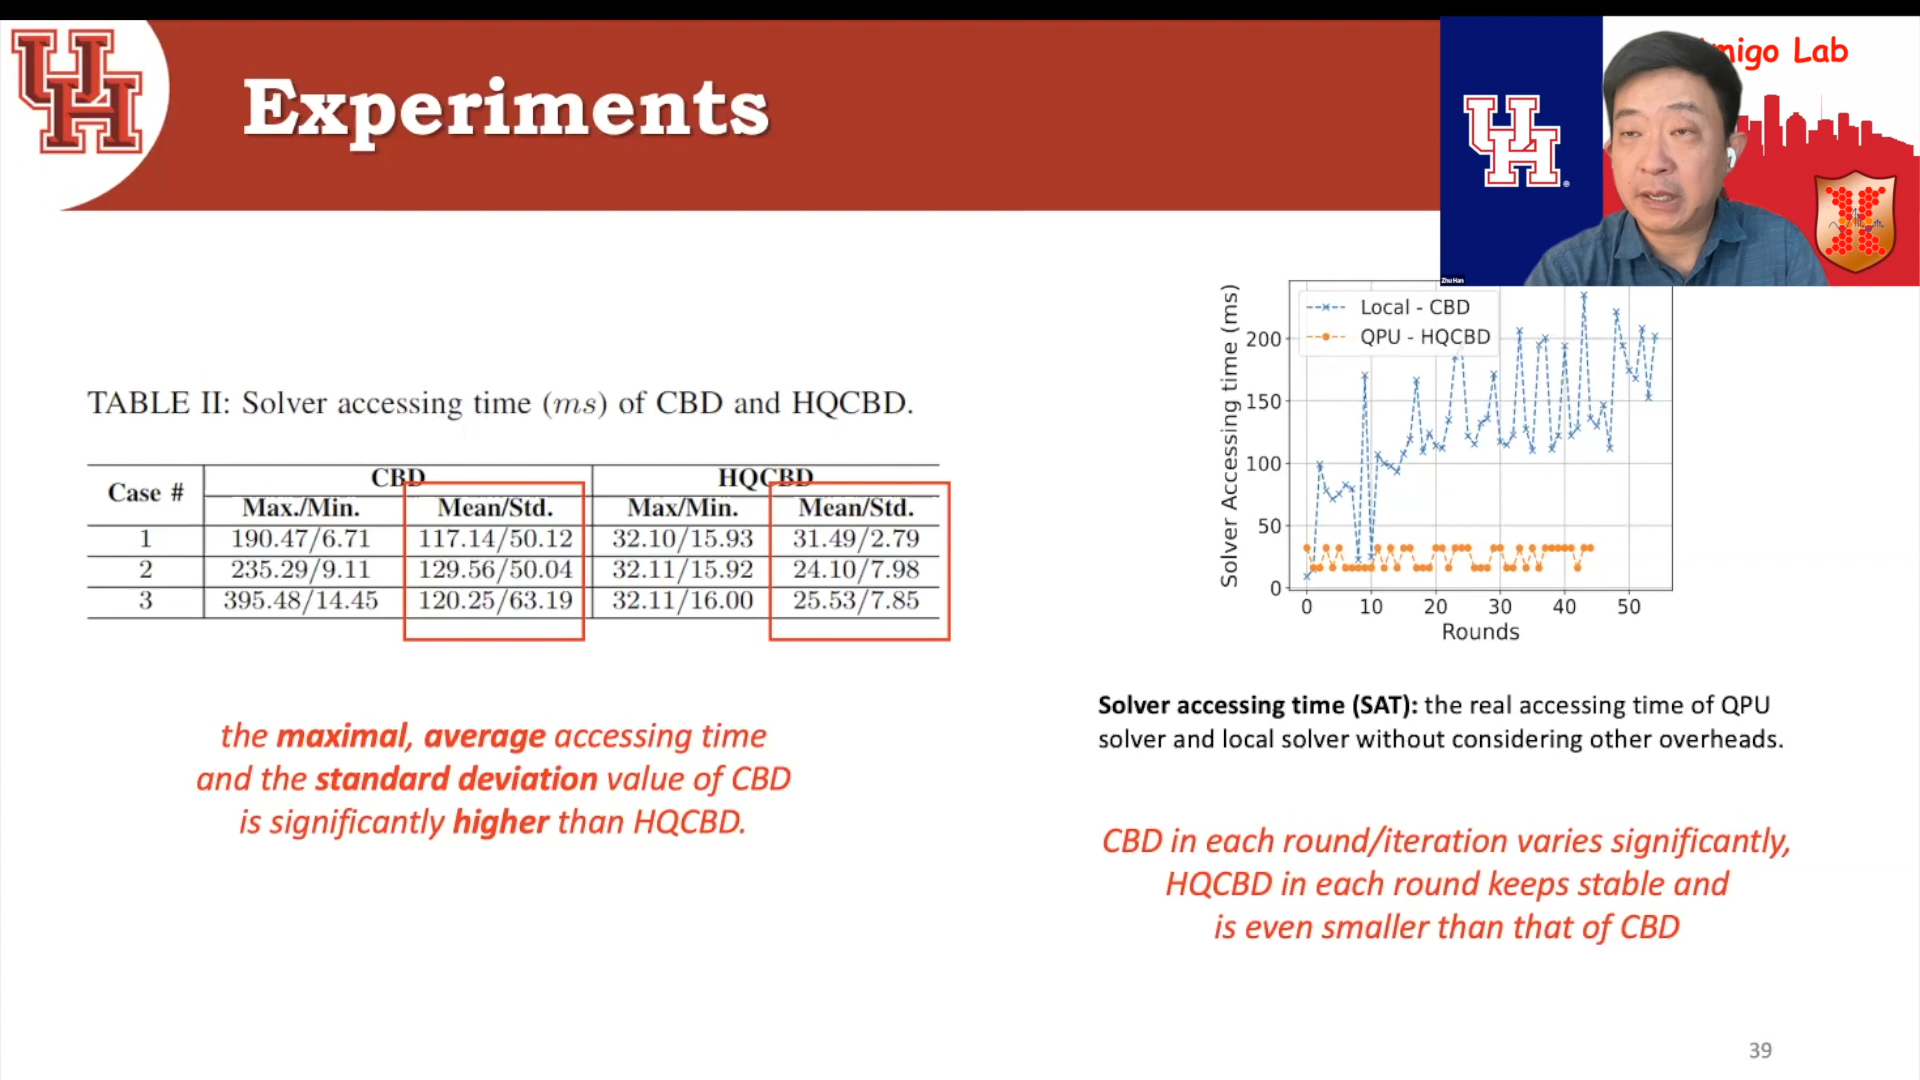 Experiments
migo Lab
Zhu Han
TABLE II: Solver accessing time (ms) of CBD and HQCBD.
Case # CBD HQCBD
Max./Min. Mean/Std. Max/Min. Mean/Std.
1 190.47/6.71 117.14/50.12 32.10/15.93 31.49/2.79
2 235.29/9.11 129.56/50.04 32.11/15.92 24.10/7.98
3 395.48/14.45 120.25/63.19 32.11/16.00 25.53/7.85
the maximal, average accessing time
and the standard deviation value of CBD
is significantly higher than HQCBD.
Solver Accessing time (ms)
Local - CBD
QPU - HQCBD
200
150
100
50
0
0 10 20 30 40 50
Rounds
Solver accessing time (SAT): the real accessing time of QPU
solver and local solver without considering other overheads.
CBD in each round/iteration varies significantly,
HQCBD in each round keeps stable and
is even smaller than that of CBD
39